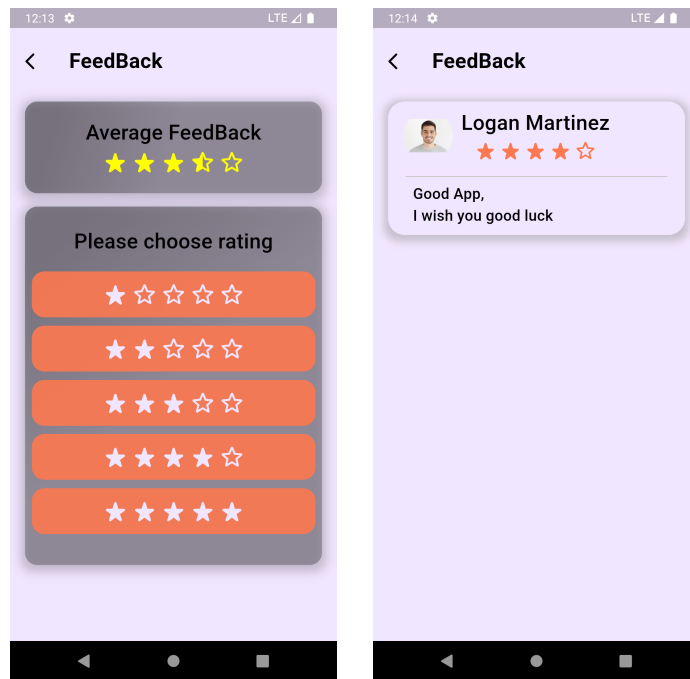 12:13 LTE
FeedBack
Average FeedBack
Please choose rating
12:14 LTE
FeedBack
Logan Martinez
Good App,
I wish you good luck